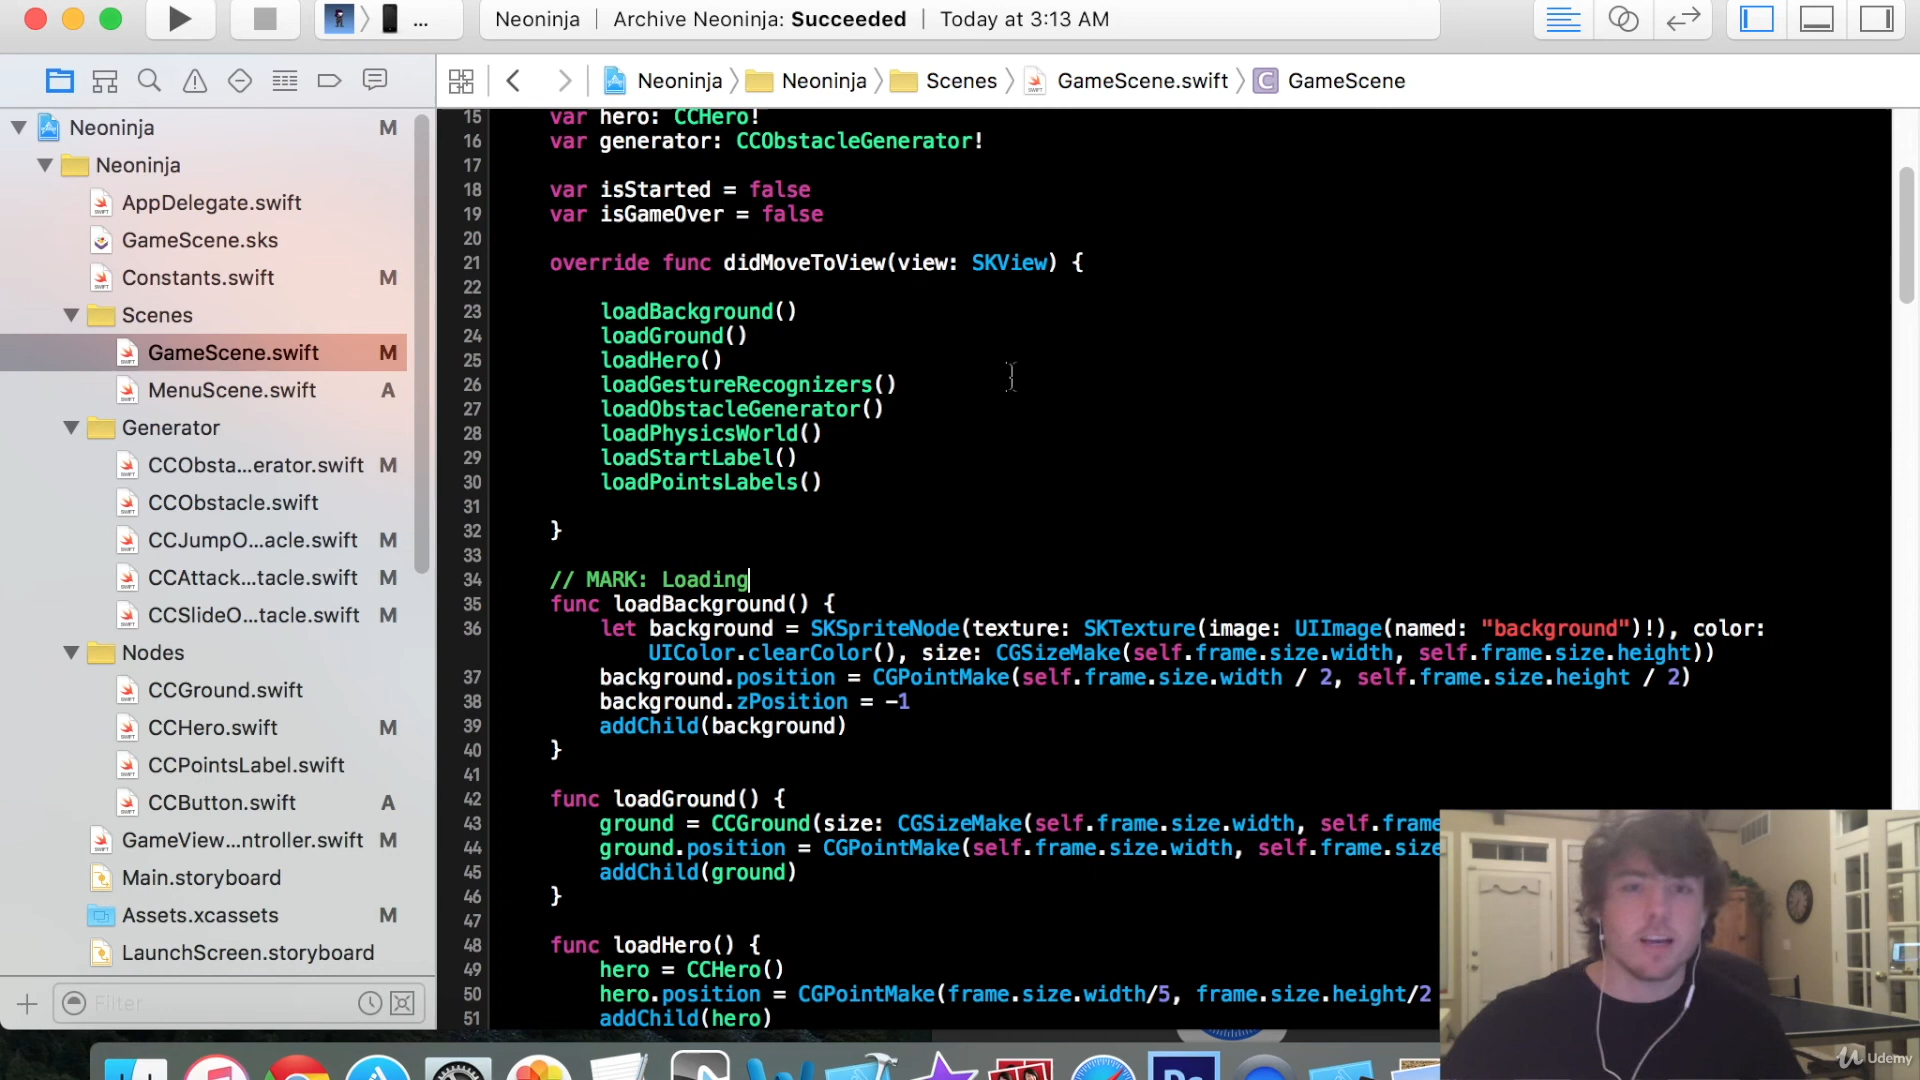 ...
Neoninja | Archive Neoninja: Succeeded | Today at 3:13 AM
Neoninja Neoninja Scenes GameScene.swift C GameScene
Neoninja M
Neoninja
AppDelegate.swift
GameScene.sks
Constants.swift M
Scenes
GameScene.swift M
MenuScene.swift A
Generator
CCObsta...erator.swift M
CCObstacle.swift
CCJumpO...acle.swift M
CCAttack...tacle.swift M
CCSlideO...tacle.swift M
Nodes
CCGround.swift
CCHero.swift M
CCPointsLabel.swift
CCButton.swift A
GameView...ntroller.swift M
Main.storyboard
Assets.xcassets M
LaunchScreen.storyboard
Filter
15 var hero: CCHero!
16 var generator: CCObstacleGenerator!
17
18 var isStarted = false
19 var isGameOver = false
20
21 override func didMoveToView(view: SKView) {
22
23 loadBackground()
24 loadGround()
25 loadHero()
26 loadGestureRecognizers()
27 loadObstacleGenerator()
28 loadPhysicsWorld()
29 loadStartLabel()
30 loadPointsLabels()
31
32 }
33
34 // MARK: Loading
35 func loadBackground() {
36 let background = SKSpriteNode(texture: SKTexture(image: UIImage(named: "background")!), color:
UIColor.clearColor(), size: CGSizeMake(self.frame.size.width, self.frame.size.height))
37 background.position = CGPointMake(self.frame.size.width / 2, self.frame.size.height / 2)
38 background.zPosition = -1
39 addChild(background)
40 }
41
42 func loadGround() {
43 ground = CCGround(size: CGSizeMake(self.frame.size.width, self.frame
44 ground.position = CGPointMake(self.frame.size.width, self.frame.size
45 addChild(ground)
46 }
47
48 func loadHero() {
49 hero = CCHero()
50 hero.position = CGPointMake(frame.size.width/5, frame.size.height/2
51 addChild(hero)
Ps
Udemy